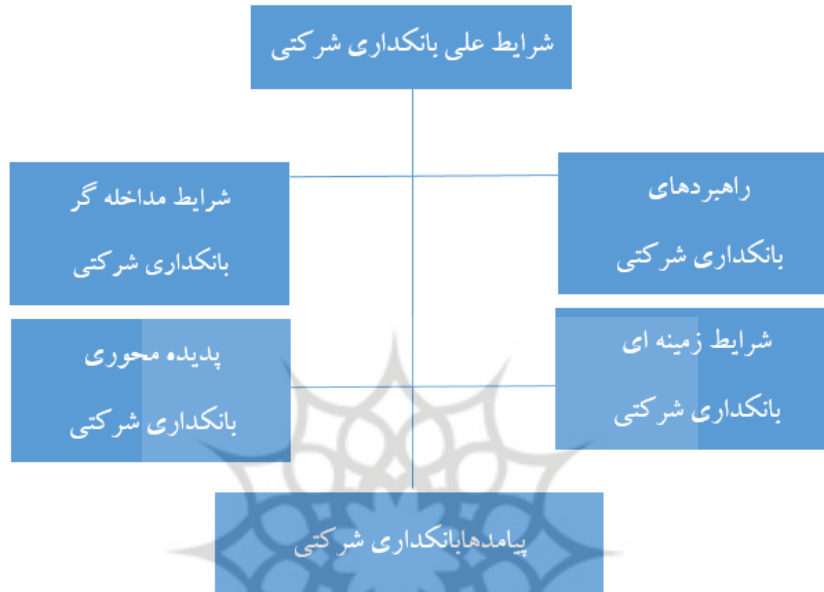 شرایط علی بانکداری شرکتی
راهبردهای
بانکداری شرکتی
شرایط مداخله گر
بانکداری شرکتی
شرایط زمینه ای
بانکداری شرکتی
پدیده محوری
بانکداری شرکتی
پیامدهابانکداری شرکتی